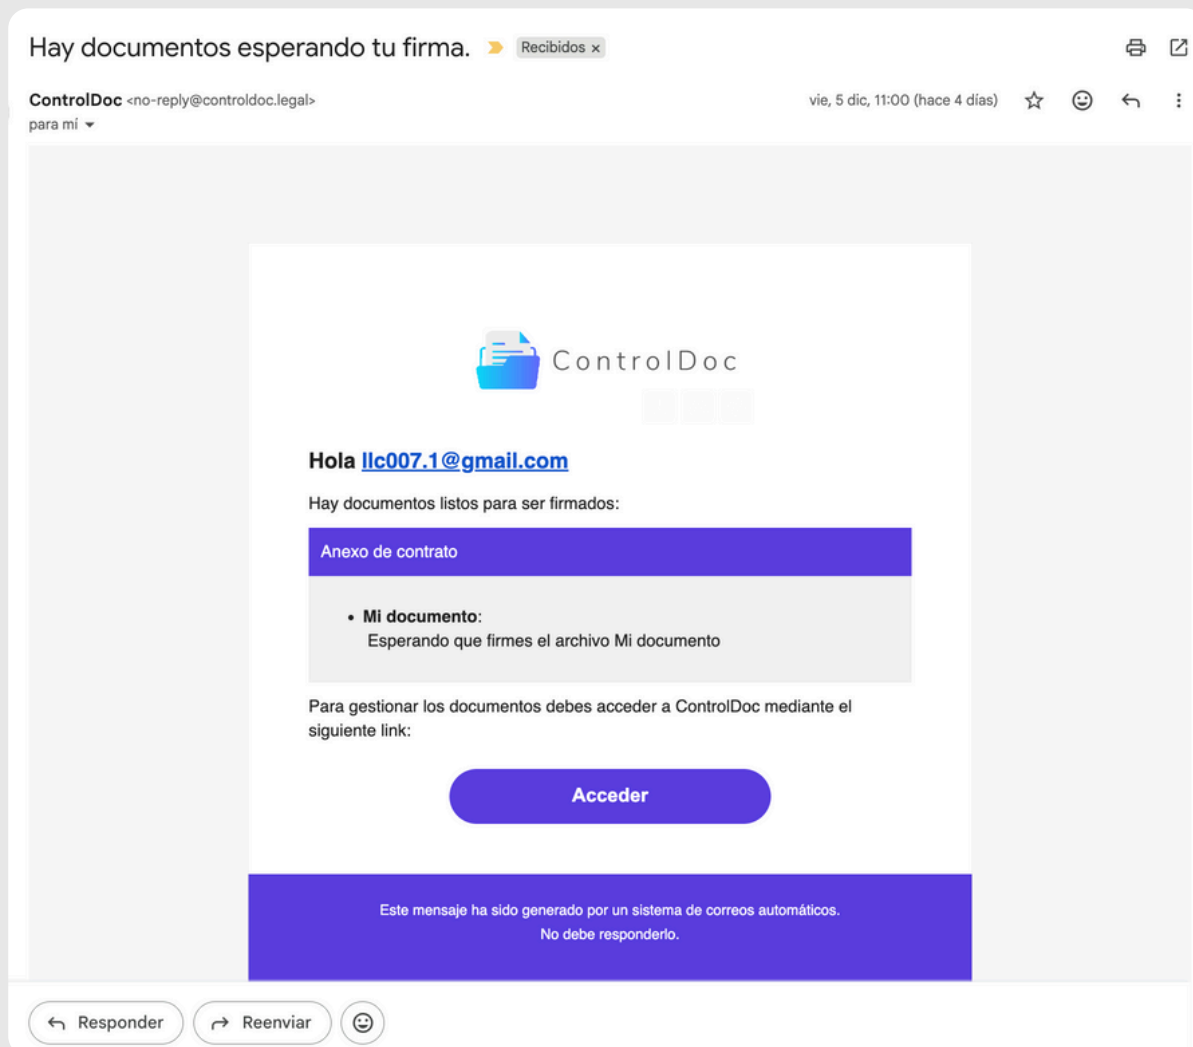 Hay documentos esperando tu firma.
Recibidos x
ControlDoc <no-reply@controldoc.legal>
vie, 5 dic, 11:00 (hace 4 días)
para mí
ControlDoc
Hola llc007.1@gmail.com
Hay documentos listos para ser firmados:
Anexo de contrato
• Mi documento:
Esperando que firmes el archivo Mi documento
Para gestionar los documentos debes acceder a ControlDoc mediante el
siguiente link:
Acceder
Este mensaje ha sido generado por un sistema de correos automáticos.
No debe responderlo.
Responder
Reenviar